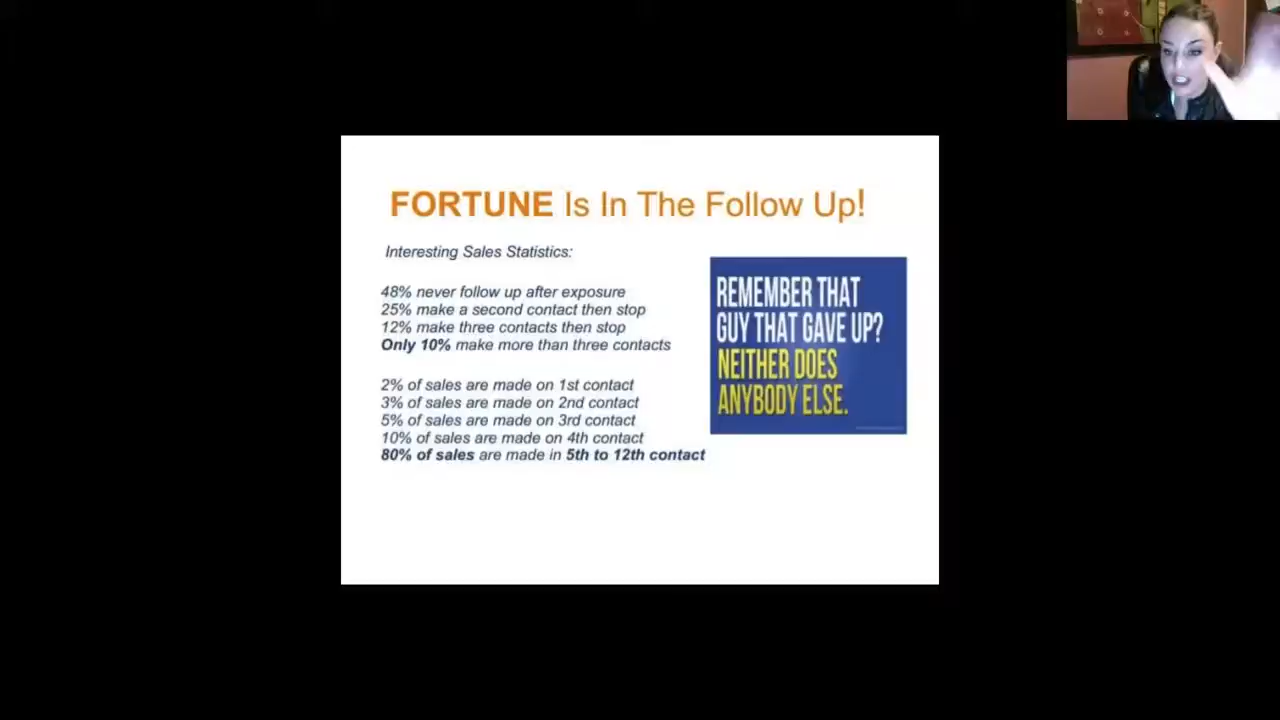 FORTUNE Is In The Follow Up!
Interesting Sales Statistics:
48% never follow up after exposure
25% make a second contact then stop
12% make three contacts then stop
Only 10% make more than three contacts
2% of sales are made on 1st contact
3% of sales are made on 2nd contact
5% of sales are made on 3rd contact
10% of sales are made on 4th contact
80% of sales are made in 5th to 12th contact
REMEMBER THAT
GUY THAT GAVE UP?
NEITHER DOES
ANYBODY ELSE.